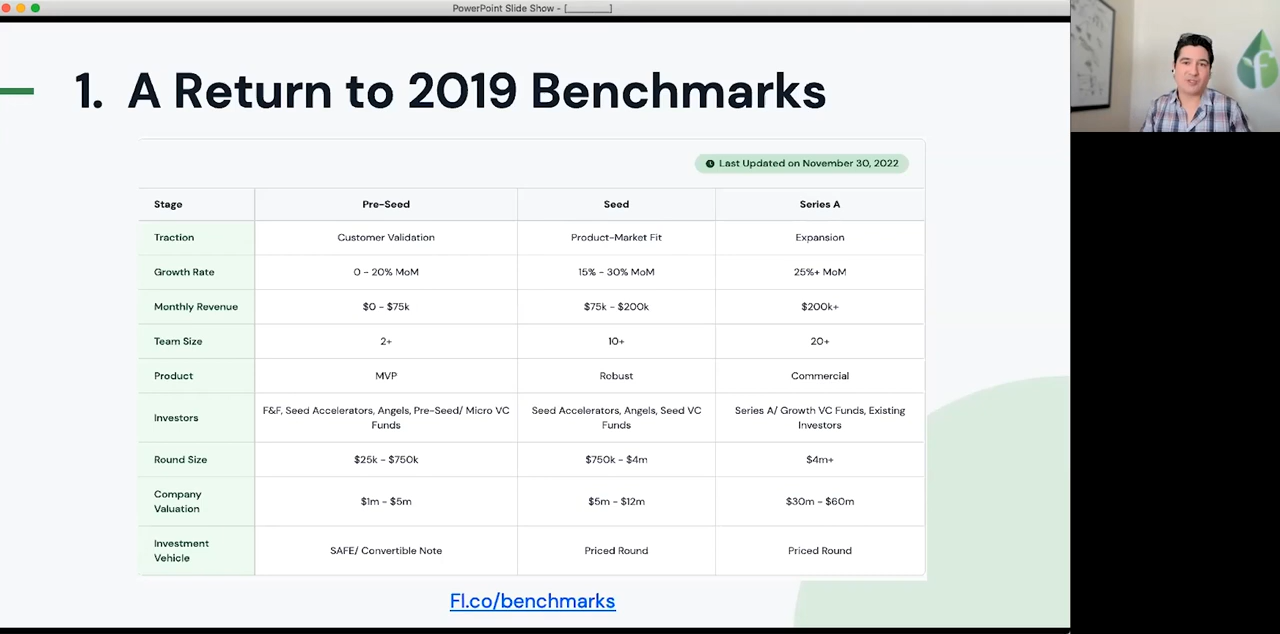 PowerPoint Slide Show - [________]
1. A Return to 2019 Benchmarks
Last Updated on November 30, 2022
Stage Pre-Seed Seed Series A
Traction Customer Validation Product-Market Fit Expansion
Growth Rate 0 - 20% MoM 15% - 30% MoM 25%+ MoM
Monthly Revenue $0 - $75k $75k - $200k $200k+
Team Size 2+ 10+ 20+
Product MVP Robust Commercial
Investors F&F, Seed Accelerators, Angels, Pre-Seed/ Micro VC Funds Seed Accelerators, Angels, Seed VC Funds Series A/ Growth VC Funds, Existing Investors
Round Size $25k - $750k $750k - $4m $4m+
Company Valuation $1m - $5m $5m - $12m $30m - $60m
Investment Vehicle SAFE/ Convertible Note Priced Round Priced Round
FI.co/benchmarks
f